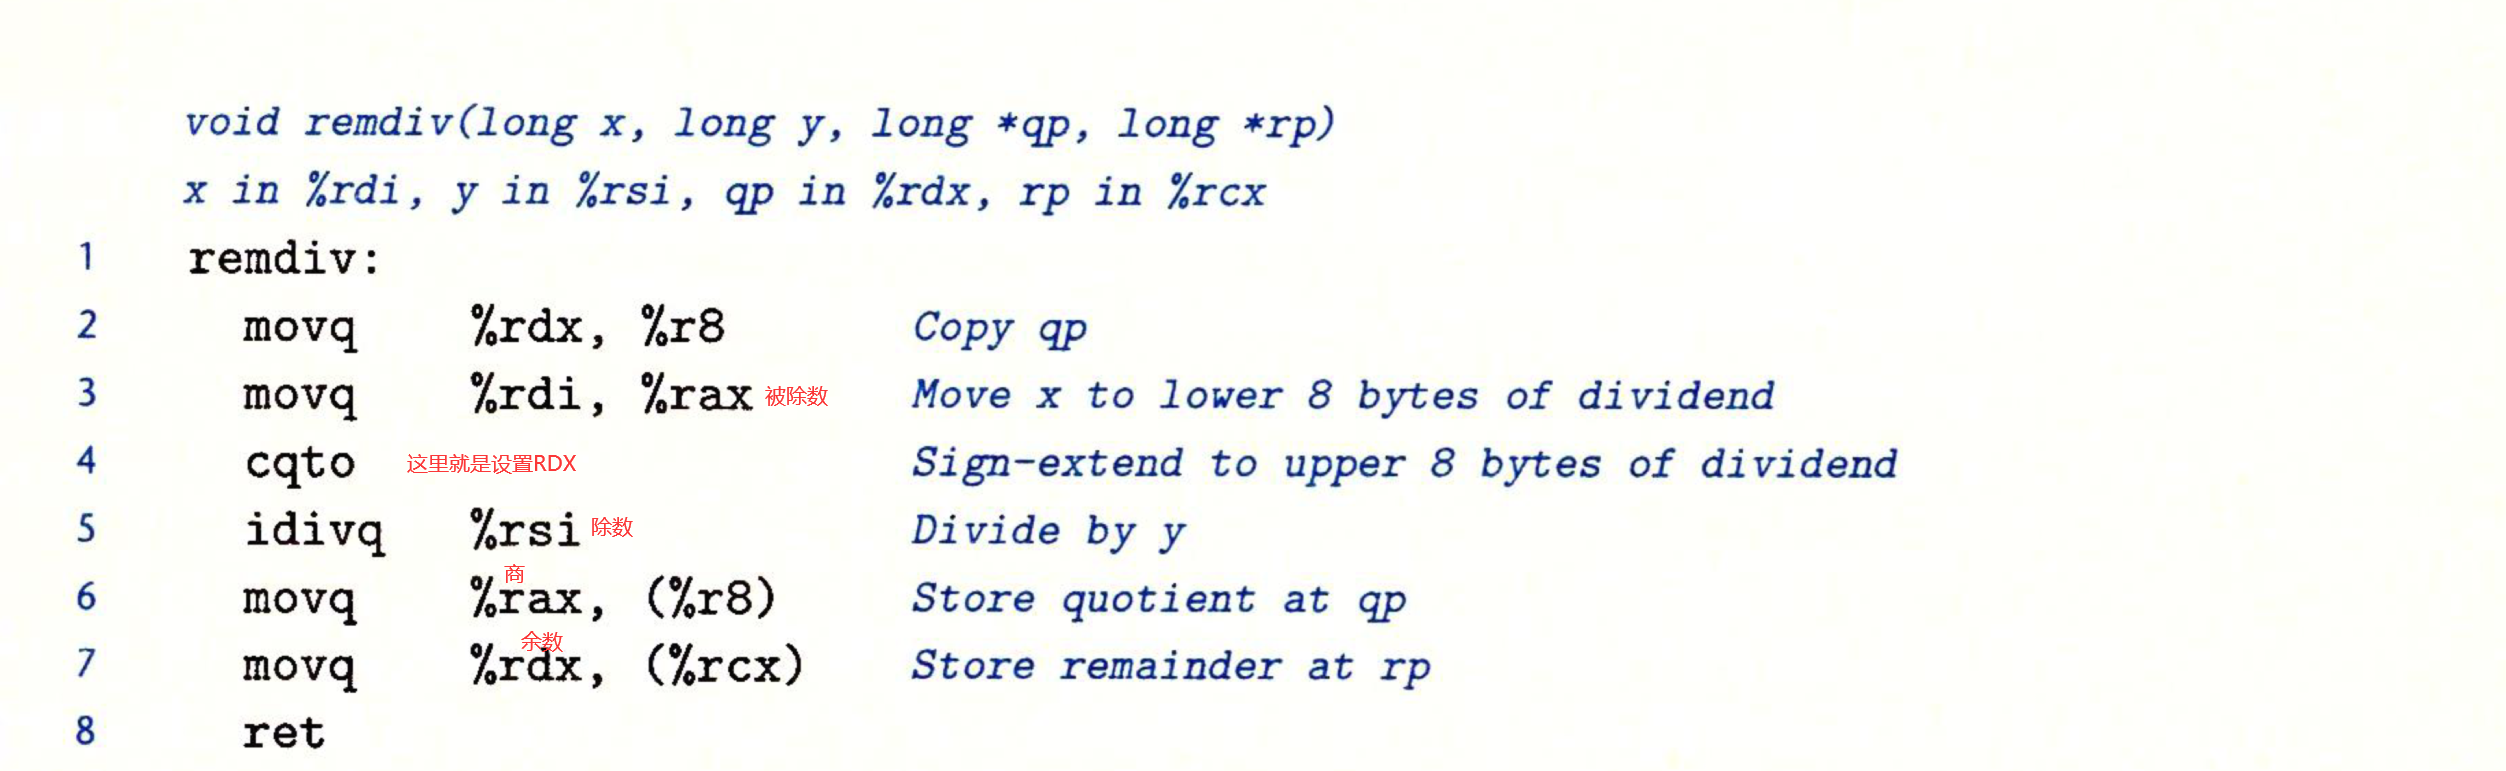 void remdiv(long x, long y, long *qp, long *rp)
x in %rdi, y in %rsi, qp in %rdx, rp in %rcx
1 remdiv:
2 movq %rdx, %r8 Copy qp
3 movq %rdi, %rax 被除数 Move x to lower 8 bytes of dividend
4 cqto 这里就是设置RDX Sign-extend to upper 8 bytes of dividend
5 idivq %rsi 除数 Divide by y
商
6 movq %rax, (%r8) Store quotient at qp
余数
7 movq %rdx, (%rcx) Store remainder at rp
8 ret